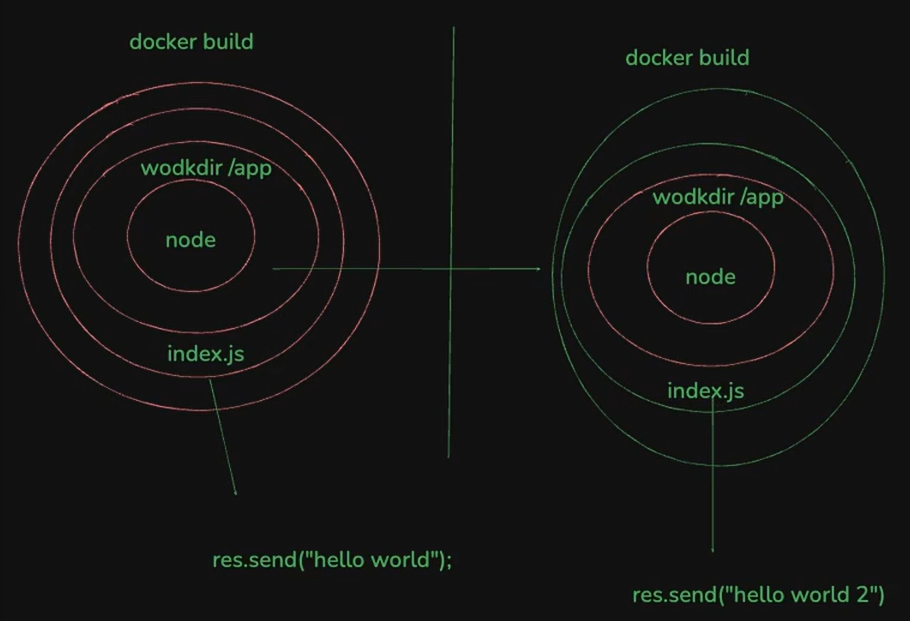 docker build
wodkdir /app
node
index.js
res.send("hello world");
docker build
wodkdir /app
node
index.js
res.send("hello world 2")